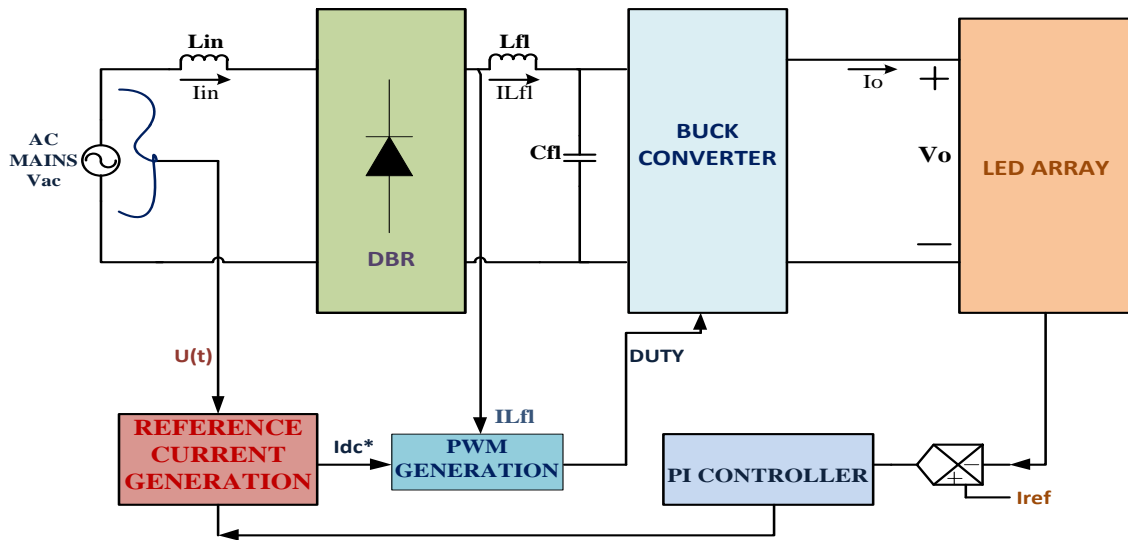 Lin
Iin
AC
MAINS
Vac
DBR
Lfl
ILfl
Cfl
BUCK
CONVERTER
Io
+
Vo
−
LED ARRAY
U(t)
REFERENCE
CURRENT
GENERATION
Idc*
ILfl
PWM
GENERATION
DUTY
PI CONTROLLER
−
+
Iref